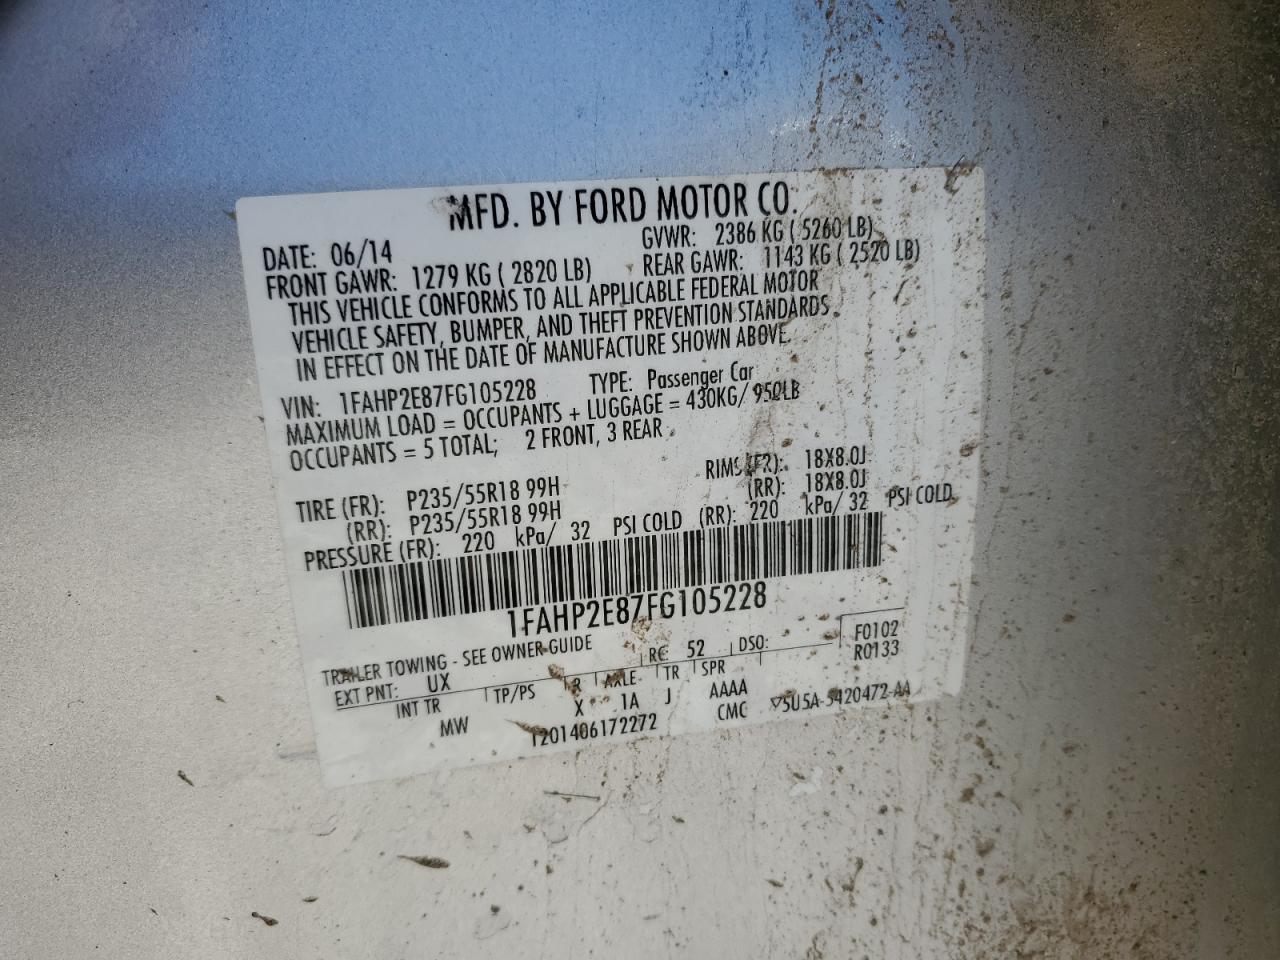 MFD. BY FORD MOTOR CO.
DATE: 06/14 GVWR: 2386 KG ( 5260 LB)
FRONT GAWR: 1279 KG ( 2820 LB) REAR GAWR: 1143 KG ( 2520 LB)
THIS VEHICLE CONFORMS TO ALL APPLICABLE FEDERAL MOTOR
VEHICLE SAFETY, BUMPER, AND THEFT PREVENTION STANDARDS
IN EFFECT ON THE DATE OF MANUFACTURE SHOWN ABOVE.
VIN: 1FAHP2E87FG105228 TYPE: Passenger Car
MAXIMUM LOAD = OCCUPANTS + LUGGAGE = 430KG/ 950LB
OCCUPANTS = 5 TOTAL; 2 FRONT, 3 REAR
TIRE (FR): P235/55R18 99H RIMS (FR): 18X8.0J
(RR): P235/55R18 99H (RR): 18X8.0J
PRESSURE (FR): 220 kPa/ 32 PSI COLD (RR): 220 kPa/ 32 PSI COLD
1FAHP2E87FG105228
TRAILER TOWING - SEE OWNER GUIDE
EXT PNT: UX RC: 52 DSO: F0102
R0133
INT TR TP/PS R AXLE TR SPR
MW X 1A J AAAA
1201406172272 CMC ▽5U5A-5420472-AA